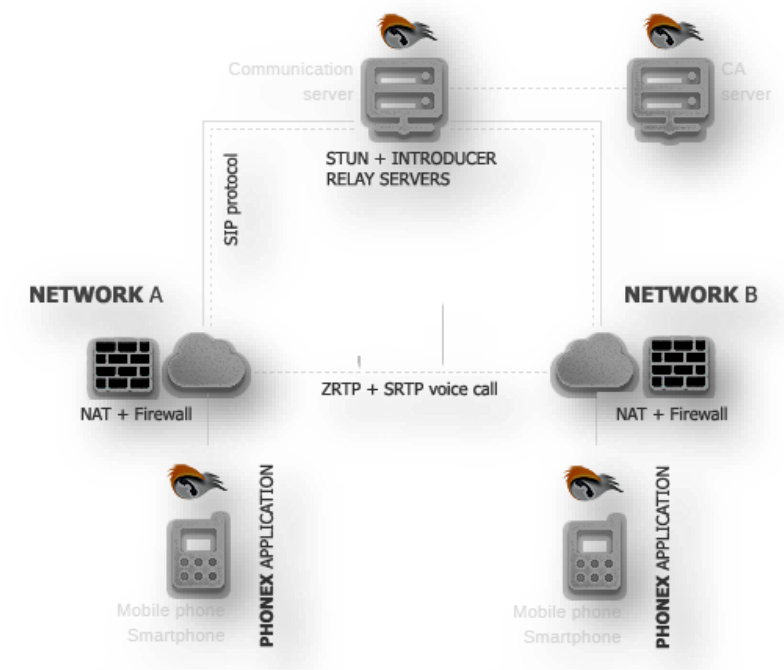 Communication
server
CA
server
STUN + INTRODUCER
RELAY SERVERS
SIP protocol
NETWORK A
NETWORK B
ZRTP + SRTP voice call
NAT + Firewall
NAT + Firewall
PHONEX APPLICATION
PHONEX APPLICATION
Mobile phone
Smartphone
Mobile phone
Smartphone